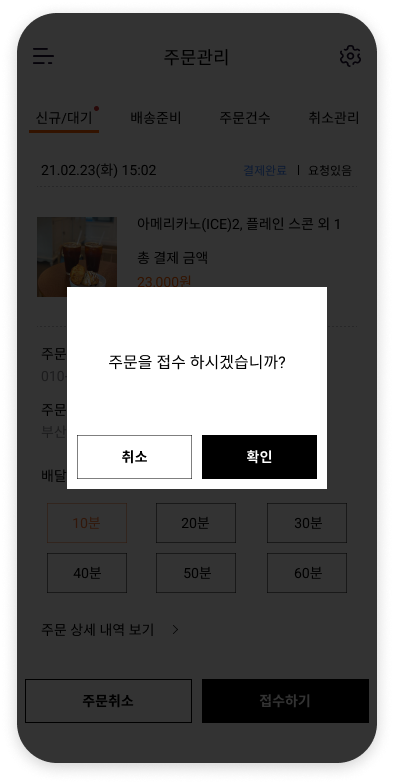 주문관리
신규/대기 배송준비 주문건수 취소관리
21.02.23(화) 15:02 결제완료 | 요청있음
아메리카노(ICE)2, 플레인 스콘 외 1
총 결제 금액
23,000원
주문
010-
주문
부산
배달
주문을 접수 하시겠습니까?
취소 확인
10분 20분 30분
40분 50분 60분
주문 상세 내역 보기 >
주문취소 접수하기